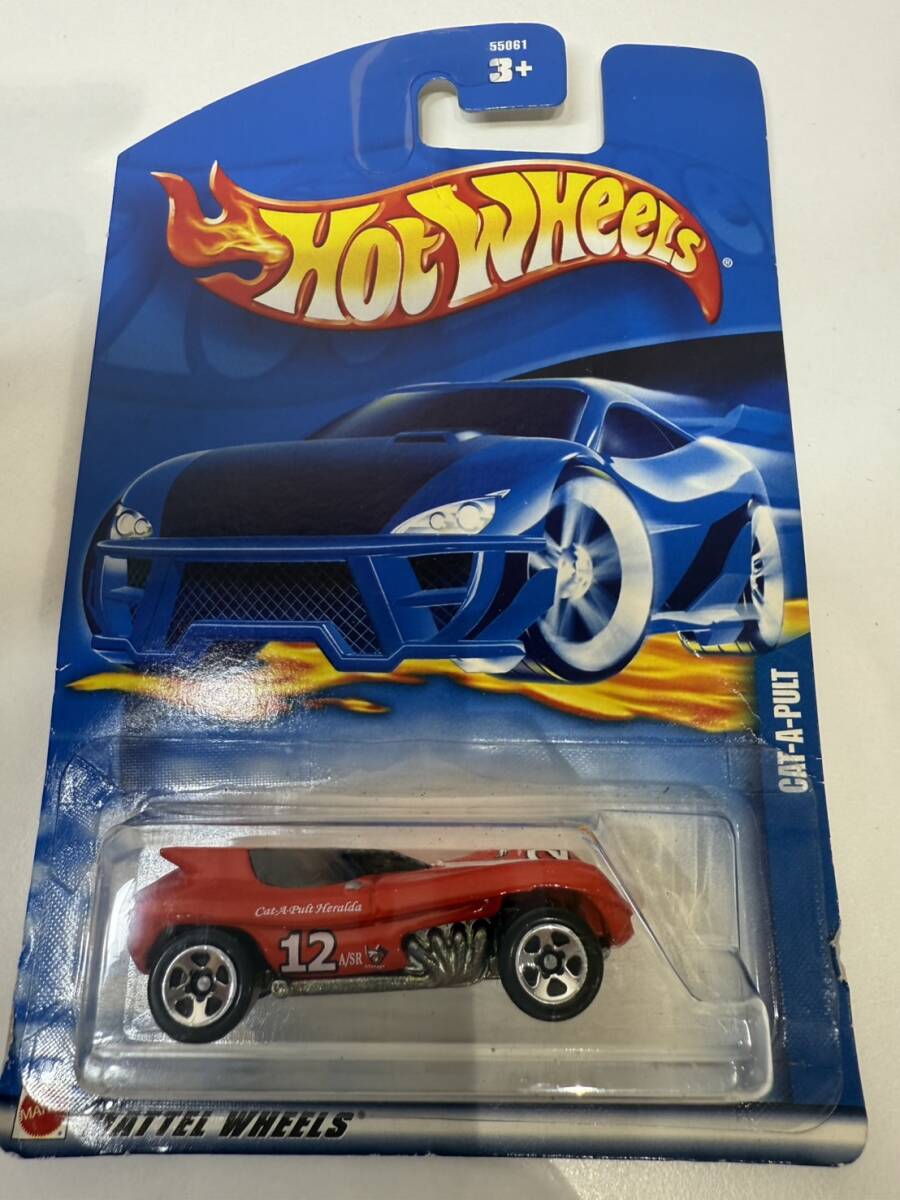 55061
3+
HOT WHEELS®
CAT-A-PULT
Cat-A-Pult Heralda
12 A/SR
MATTEL WHEELS®